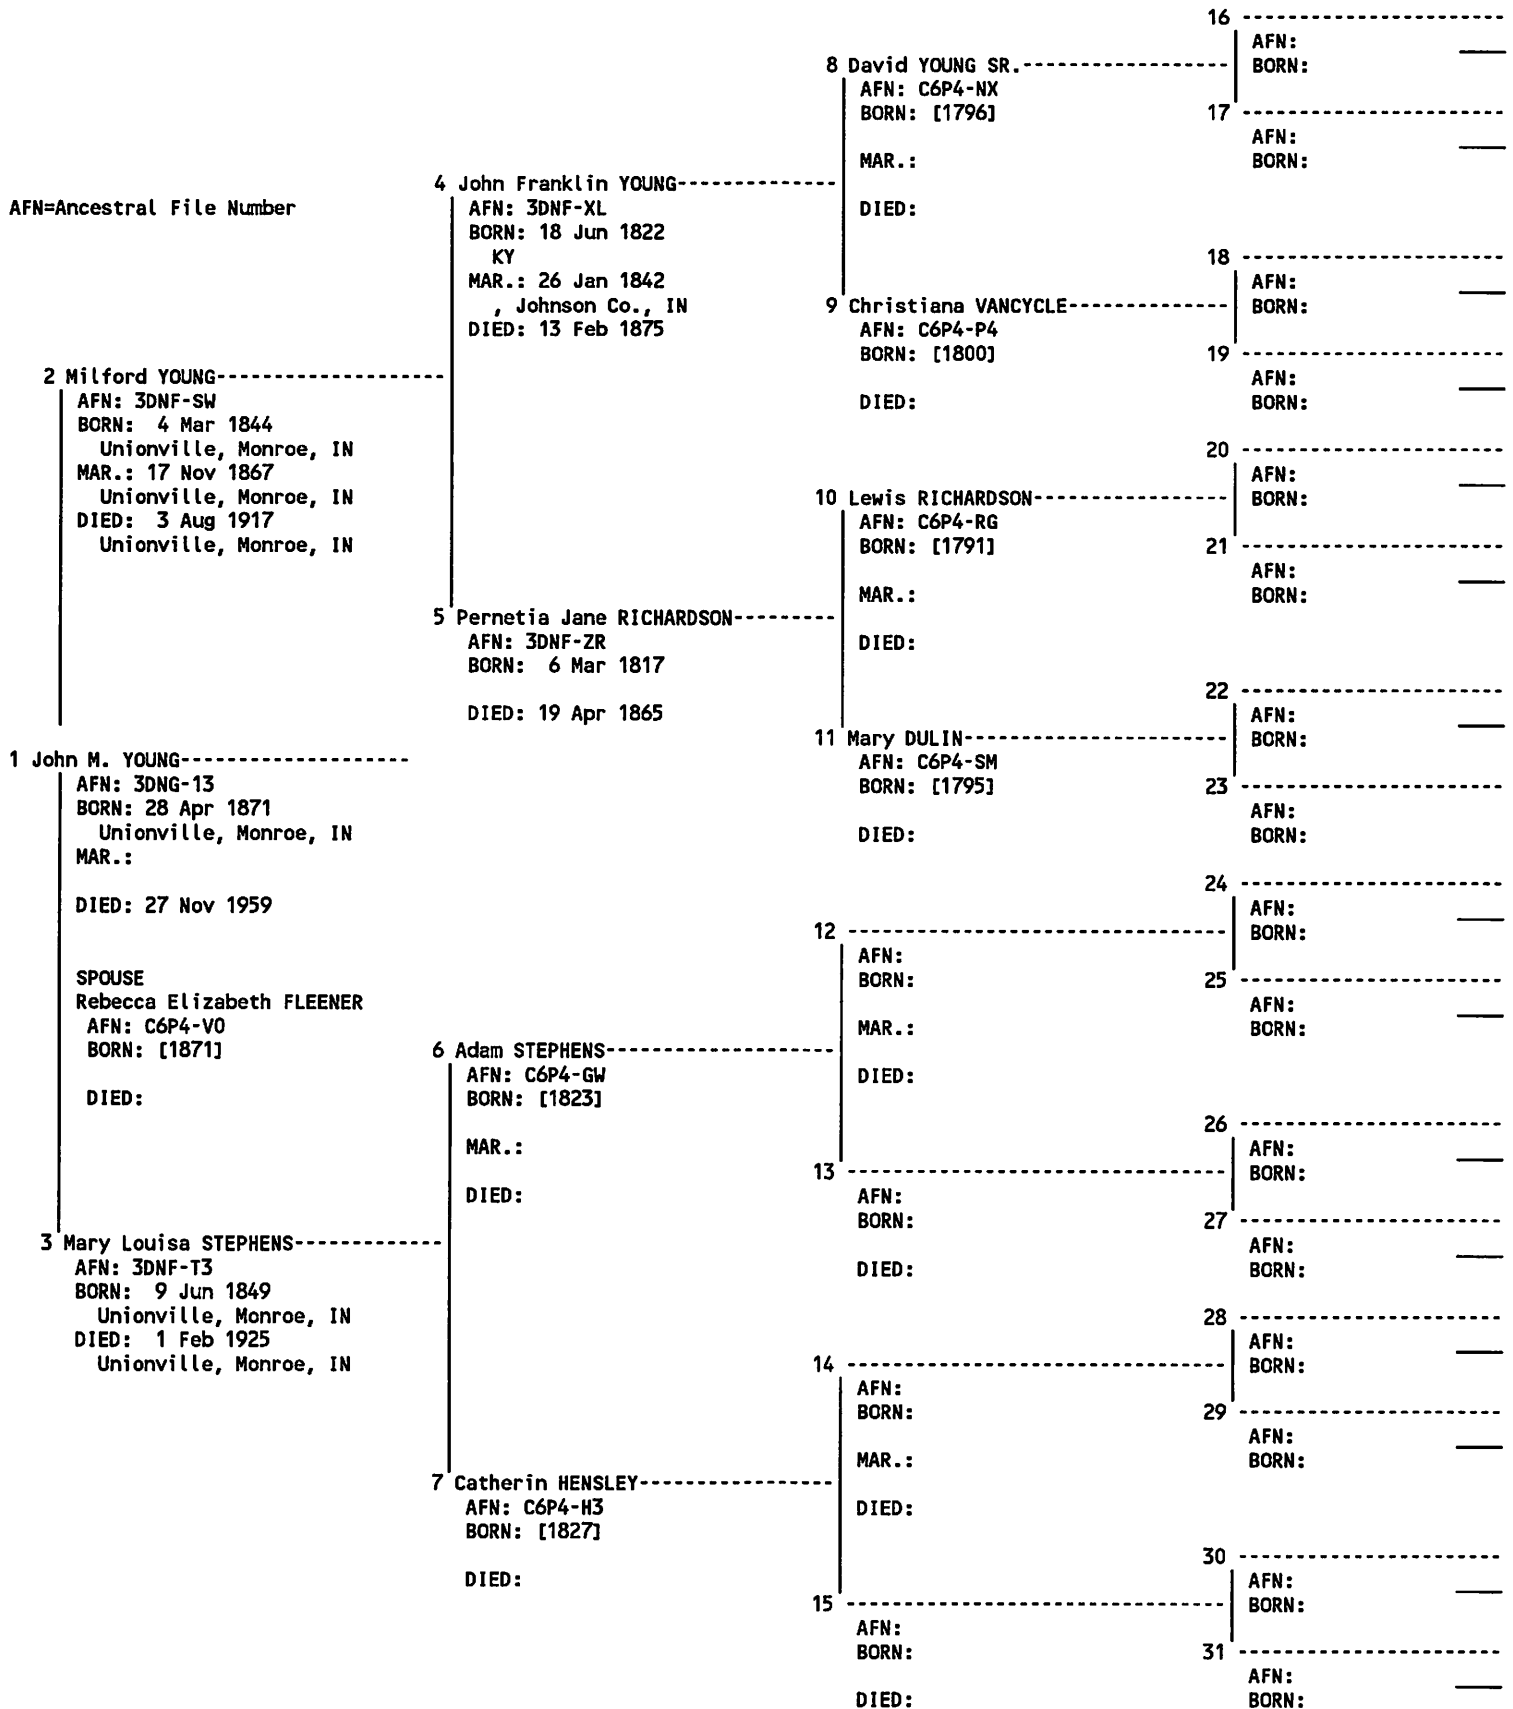 AFN=Ancestral File Number
1 John M. YOUNG
AFN: 3DNG-13
BORN: 28 Apr 1871
Unionville, Monroe, IN
MAR.:
DIED: 27 Nov 1959
SPOUSE
Rebecca Elizabeth FLEENER
AFN: C6P4-V0
BORN: [1871]
DIED:
2 Milford YOUNG
AFN: 3DNF-SW
BORN: 4 Mar 1844
Unionville, Monroe, IN
MAR.: 17 Nov 1867
Unionville, Monroe, IN
DIED: 3 Aug 1917
Unionville, Monroe, IN
3 Mary Louisa STEPHENS
AFN: 3DNF-T3
BORN: 9 Jun 1849
Unionville, Monroe, IN
DIED: 1 Feb 1925
Unionville, Monroe, IN
4 John Franklin YOUNG
AFN: 3DNF-XL
BORN: 18 Jun 1822
KY
MAR.: 26 Jan 1842
, Johnson Co., IN
DIED: 13 Feb 1875
5 Pernetia Jane RICHARDSON
AFN: 3DNF-ZR
BORN: 6 Mar 1817
DIED: 19 Apr 1865
6 Adam STEPHENS
AFN: C6P4-GW
BORN: [1823]
MAR.:
DIED:
7 Catherin HENSLEY
AFN: C6P4-H3
BORN: [1827]
DIED:
8 David YOUNG SR.
AFN: C6P4-NX
BORN: [1796]
MAR.:
DIED:
9 Christiana VANCYCLE
AFN: C6P4-P4
BORN: [1800]
DIED:
10 Lewis RICHARDSON
AFN: C6P4-RG
BORN: [1791]
MAR.:
DIED:
11 Mary DULIN
AFN: C6P4-SM
BORN: [1795]
DIED:
12
AFN:
BORN:
MAR.:
DIED:
13
AFN:
BORN:
DIED:
14
AFN:
BORN:
MAR.:
DIED:
15
AFN:
BORN:
DIED:
16
AFN:
BORN:
17
AFN:
BORN:
18
AFN:
BORN:
19
AFN:
BORN:
20
AFN:
BORN:
21
AFN:
BORN:
22
AFN:
BORN:
23
AFN:
BORN:
24
AFN:
BORN:
25
AFN:
BORN:
26
AFN:
BORN:
27
AFN:
BORN:
28
AFN:
BORN:
29
AFN:
BORN:
30
AFN:
BORN:
31
AFN:
BORN: